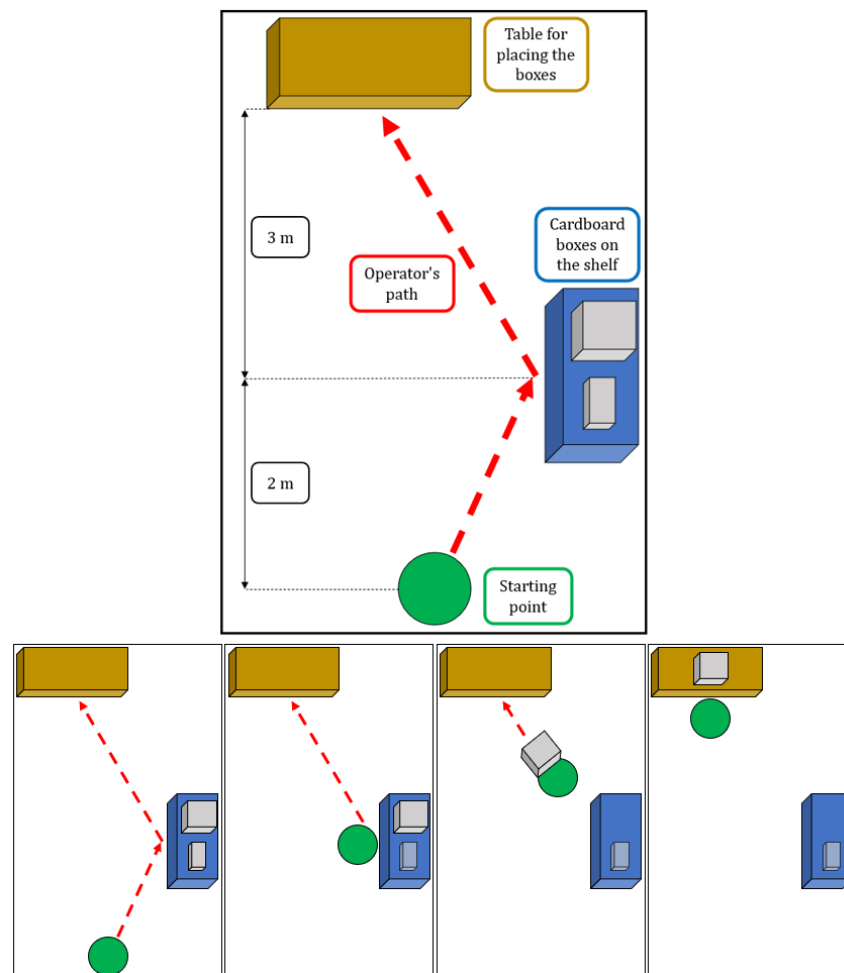 Table for
placing the
boxes
3 m
Cardboard
boxes on
the shelf
Operator's
path
2 m
Starting
point